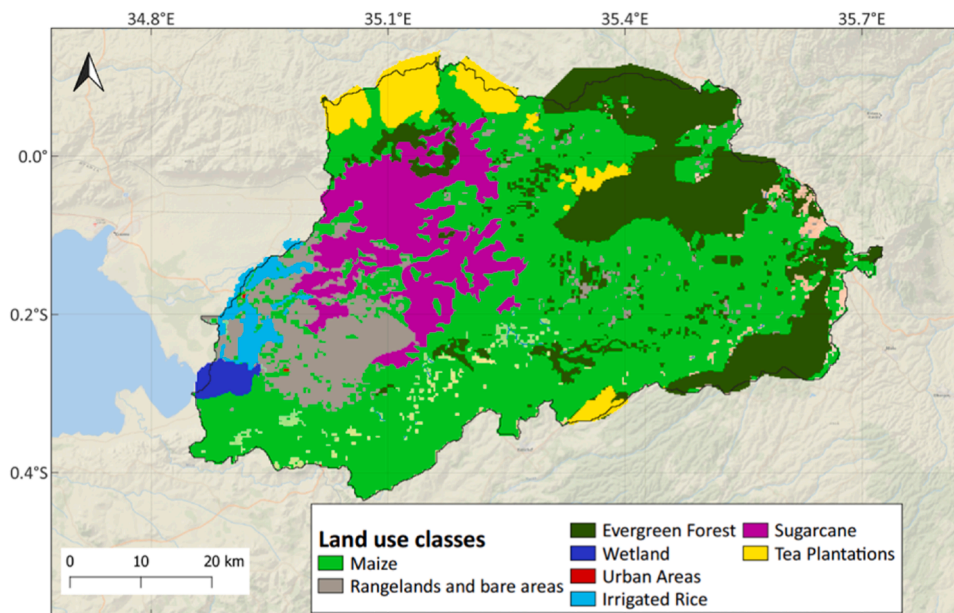 34.8°E 35.1°E 35.4°E 35.7°E
0.0°
0.2°S
0.4°S
Land use classes
Maize
Rangelands and bare areas
Evergreen Forest
Wetland
Urban Areas
Irrigated Rice
Sugarcane
Tea Plantations
0 10 20 km